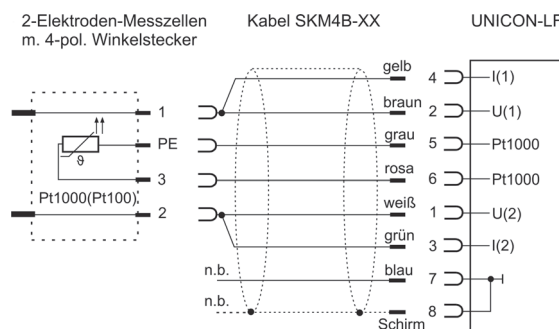 2-Elektroden-Messzellen
m. 4-pol. Winkelstecker
Kabel SKM4B-XX
UNICON-LF
gelb 4 I(1)
1 braun 2 U(1)
PE grau 5 Pt1000
ϑ
3 rosa 6 Pt1000
Pt1000(Pt100)
2 weiß 1 U(2)
grün 3 I(2)
n.b. blau 7
n.b. 8
Schirm